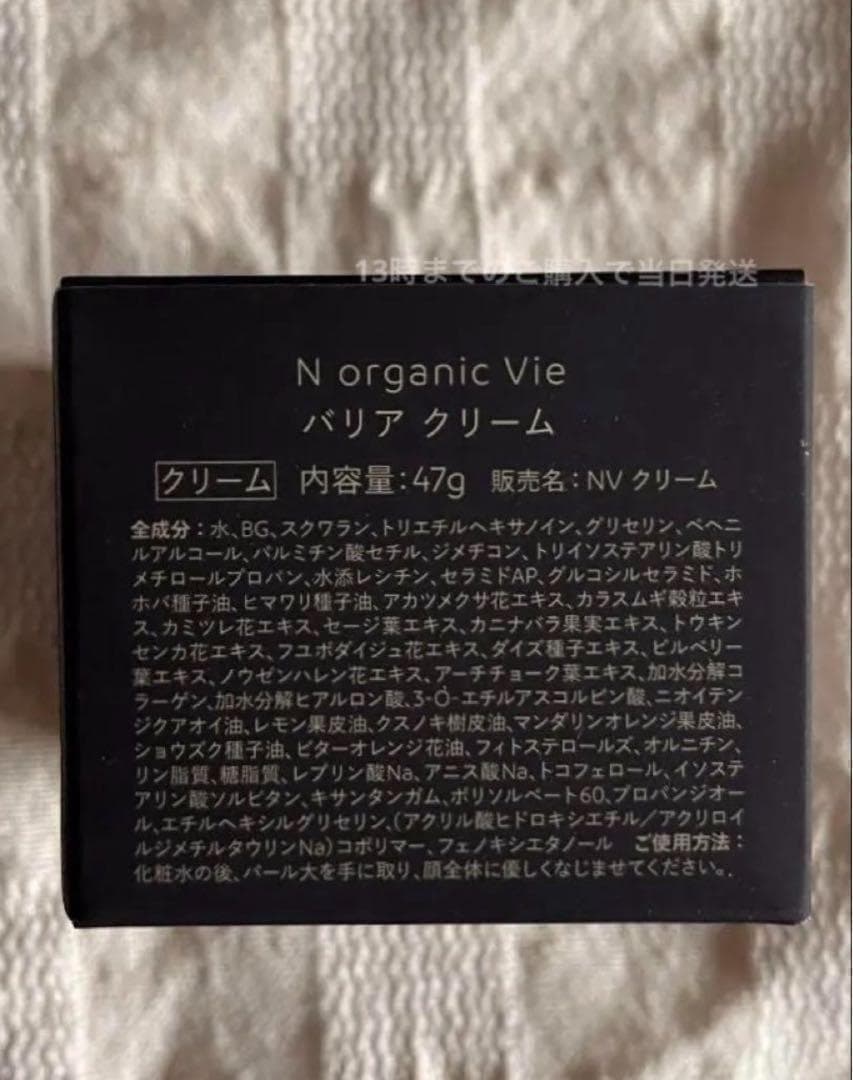 13時までのご購入で当日発送
N organic Vie
バリア クリーム
クリーム 内容量：47g 販売名：NV クリーム
全成分：水、BG、スクワラン、トリエチルヘキサノイン、グリセリン、ベヘニ
ルアルコール、パルミチン酸セチル、ジメチコン、トリイソステアリン酸トリ
メチロールプロパン、水添レシチン、セラミドAP、グルコシルセラミド、ホ
ホバ種子油、ヒマワリ種子油、アカツメクサ花エキス、カラスムギ穀粒エキ
ス、カミツレ花エキス、セージ葉エキス、カニナバラ果実エキス、トウキン
センカ花エキス、フユボダイジュ花エキス、ダイズ種子エキス、ビルベリー
葉エキス、ノウゼンハレン花エキス、アーチチョーク葉エキス、加水分解コ
ラーゲン、加水分解ヒアルロン酸、3-O-エチルアスコルビン酸、ニオイテン
ジクアオイ油、レモン果皮油、クスノキ樹皮油、マンダリンオレンジ果皮油、
ショウズク種子油、ビターオレンジ花油、フィトステロールズ、オルニチン、
リン脂質、糖脂質、レブリン酸Na、アニス酸Na、トコフェロール、イソステ
アリン酸ソルビタン、キサンタンガム、ポリソルベート60、プロパンジオー
ル、エチルヘキシルグリセリン、（アクリル酸ヒドロキシエチル／アクリロイ
ルジメチルタウリンNa）コポリマー、フェノキシエタノール ご使用方法：
化粧水の後、パール大を手に取り、顔全体に優しくなじませてください。